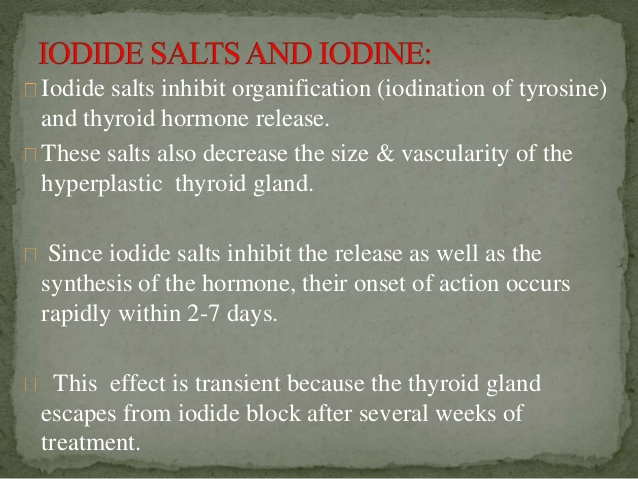 IODIDE SALTS AND IODINE:
Iodide salts inhibit organification (iodination of tyrosine)
and thyroid hormone release.
These salts also decrease the size & vascularity of the
hyperplastic thyroid gland.
Since iodide salts inhibit the release as well as the
synthesis of the hormone, their onset of action occurs
rapidly within 2-7 days.
This effect is transient because the thyroid gland
escapes from iodide block after several weeks of
treatment.